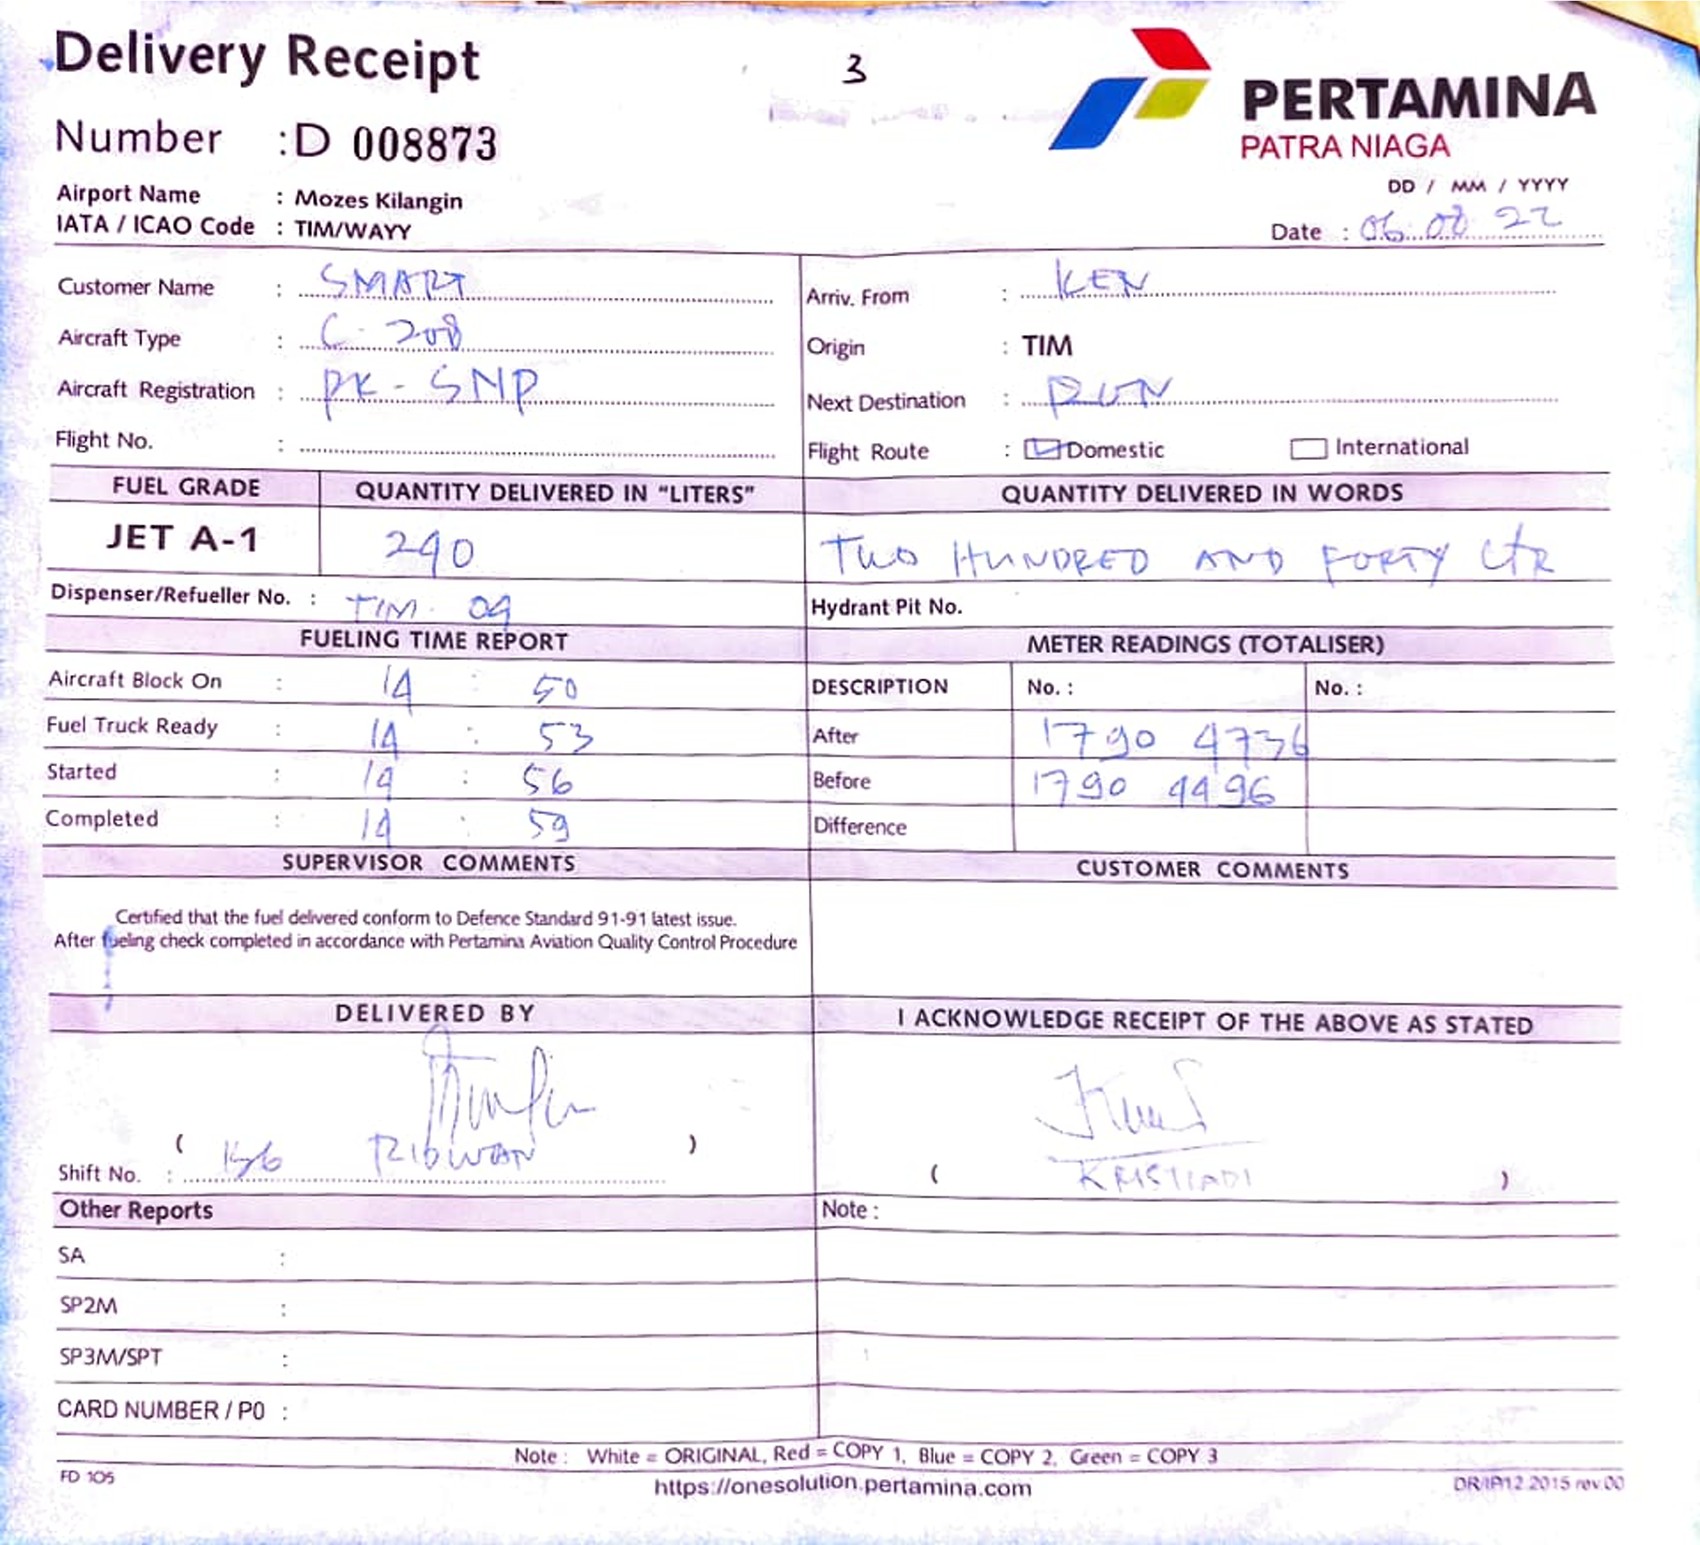 Delivery Receipt
3
PERTAMINA
PATRA NIAGA
Number : D 008873
Airport Name : Mozes Kilangin
IATA / ICAO Code : TIM/WAYY
DD / MM / YYYY
Date : 06 08 22
Customer Name : SMART
Arriv. From : KEN
Aircraft Type : C-208
Origin : TIM
Aircraft Registration : PK-SNP
Next Destination :
Flight No. :
Flight Route : Domestic International
FUEL GRADE QUANTITY DELIVERED IN "LITERS" QUANTITY DELIVERED IN WORDS
JET A-1 240 TWO HUNDRED AND FORTY LTR
Dispenser/Refueller No. : TIM. 09 Hydrant Pit No.
FUELING TIME REPORT METER READINGS (TOTALISER)
Aircraft Block On : 14 : 50
DESCRIPTION No. : No. :
Fuel Truck Ready : 14 : 53
After 1790 4736
Started : 14 : 56
Before 1790 4496
Completed : 14 : 59
Difference
SUPERVISOR COMMENTS CUSTOMER COMMENTS
Certified that the fuel delivered conform to Defence Standard 91-91 latest issue.
After fueling check completed in accordance with Pertamina Aviation Quality Control Procedure
DELIVERED BY I ACKNOWLEDGE RECEIPT OF THE ABOVE AS STATED
( RIDWAN )
Shift No. :
( KRISTIADI )
Other Reports Note :
SA :
SP2M :
SP3M/SPT :
CARD NUMBER / P0 :
Note : White = ORIGINAL, Red = COPY 1, Blue = COPY 2, Green = COPY 3
FD 105 https://onesolution.pertamina.com DR/IP/12.2015 rev.00